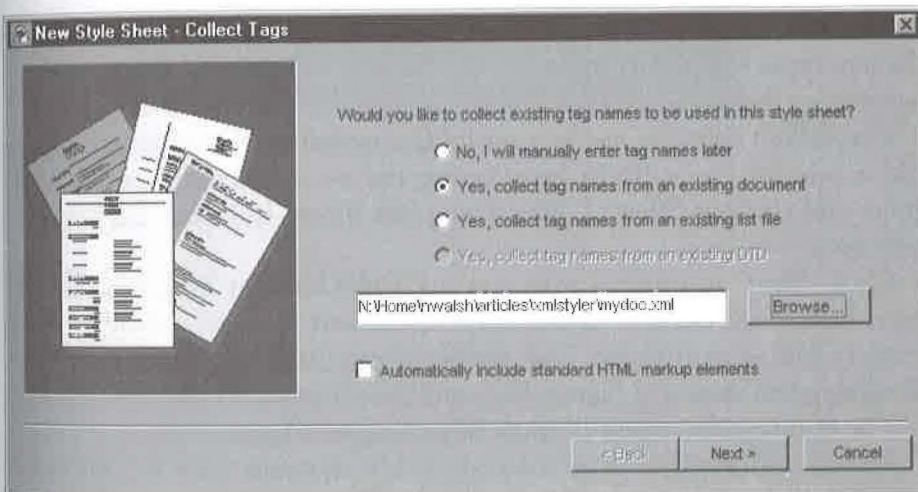 New Style Sheet - Collect Tags
Would you like to collect existing tag names to be used in this style sheet?
No, I will manually enter tag names later
Yes, collect tag names from an existing document
Yes, collect tag names from an existing list file
Yes, collect tag names from an existing DTD
N:\Home\nwalsh\articles\xmlstyler\mydoc.xml
Browse...
Automatically include standard HTML markup elements
< Back
Next >
Cancel